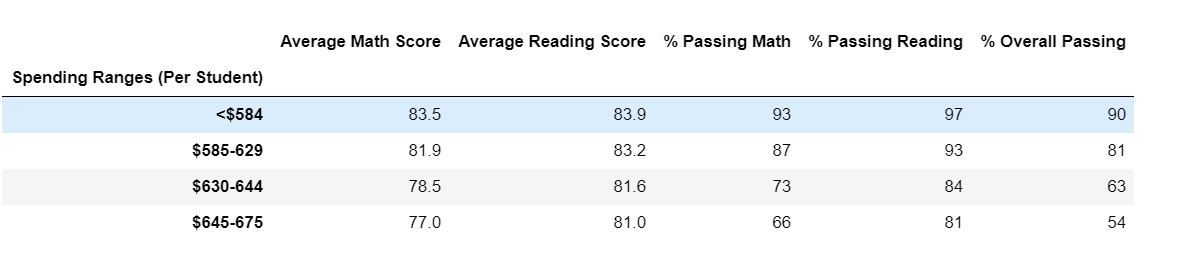 Average Math Score Average Reading Score % Passing Math % Passing Reading % Overall Passing
Spending Ranges (Per Student)
<$584 83.5 83.9 93 97 90
$585-629 81.9 83.2 87 93 81
$630-644 78.5 81.6 73 84 63
$645-675 77.0 81.0 66 81 54